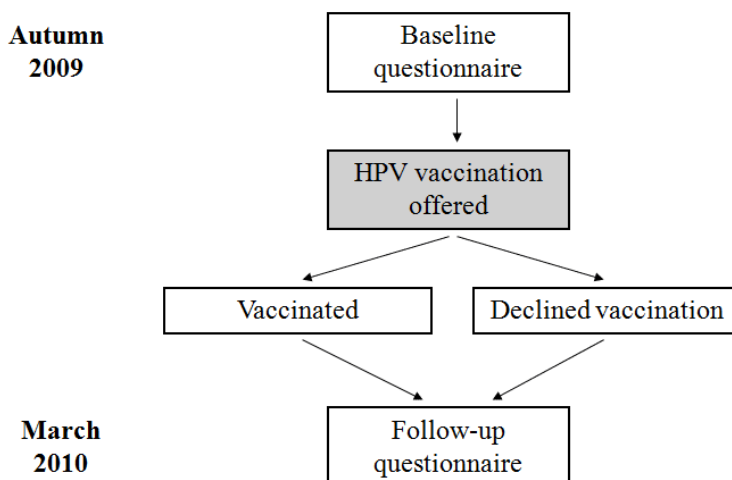 Autumn
2009
Baseline
questionnaire
HPV vaccination
offered
Vaccinated
Declined vaccination
March
2010
Follow-up
questionnaire